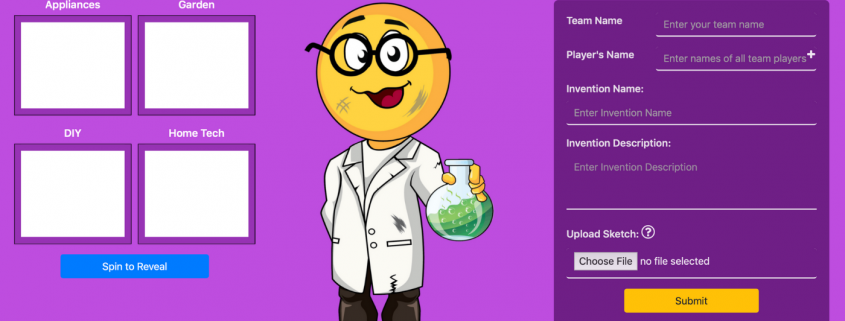 Appliances
Garden
DIY
Home Tech
Spin to Reveal
Team Name
Enter your team name
Player's Name
Enter names of all team players+
Invention Name:
Enter Invention Name
Invention Description:
Enter Invention Description
Upload Sketch: ?
Choose File no file selected
Submit